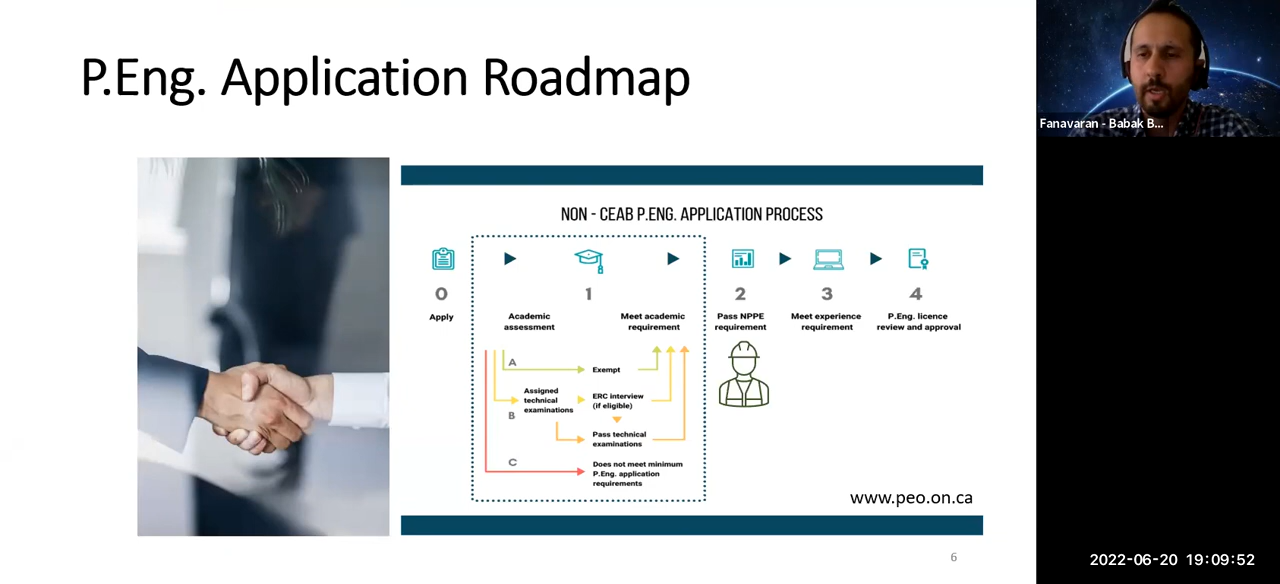 P.Eng. Application Roadmap
Fanavaran - Babak B...
NON - CEAB P.ENG. APPLICATION PROCESS
0
1
2
3
4
Apply
Academic
assessment
Meet academic
requirement
Pass NPPE
requirement
Meet experience
requirement
P.Eng. licence
review and approval
A
Exempt
Assigned
technical
examinations
B
ERC interview
(if eligible)
Pass technical
examinations
C
Does not meet minimum
P.Eng. application
requirements
www.peo.on.ca
6
2022-06-20 19:09:52